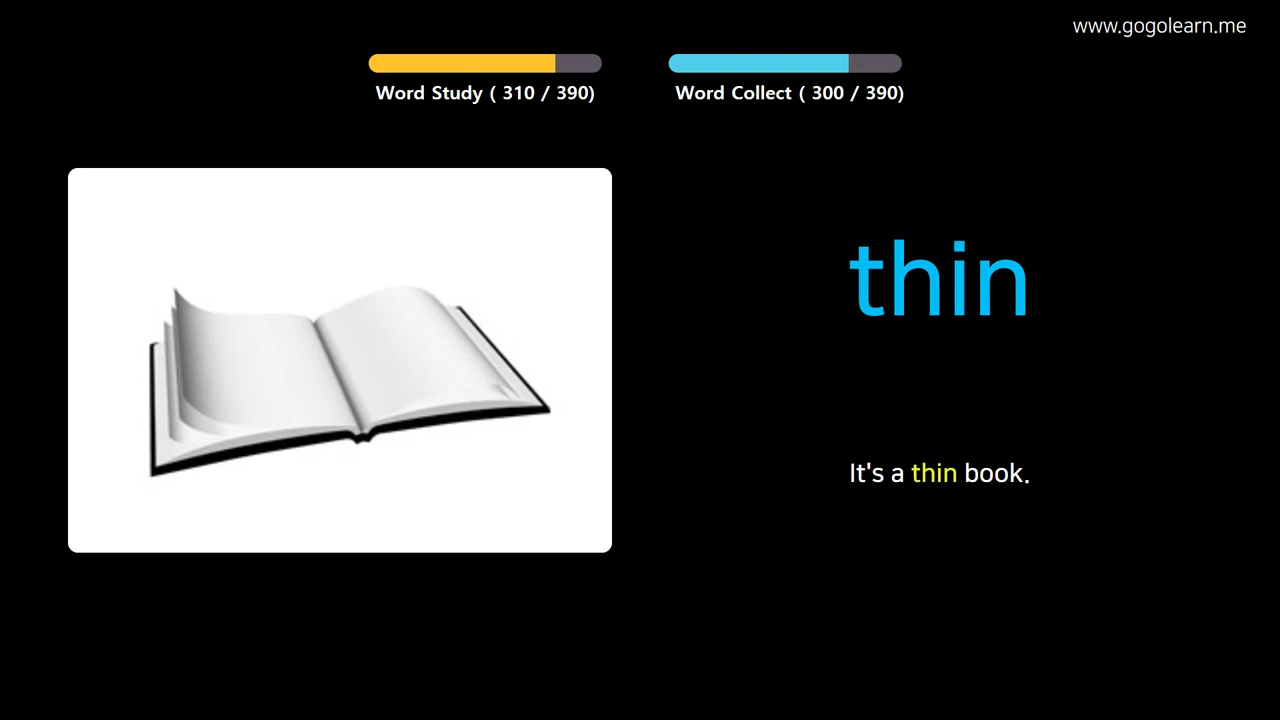 www.gogolearn.me
Word Study ( 310 / 390)
Word Collect ( 300 / 390)
thin
It's a thin book.